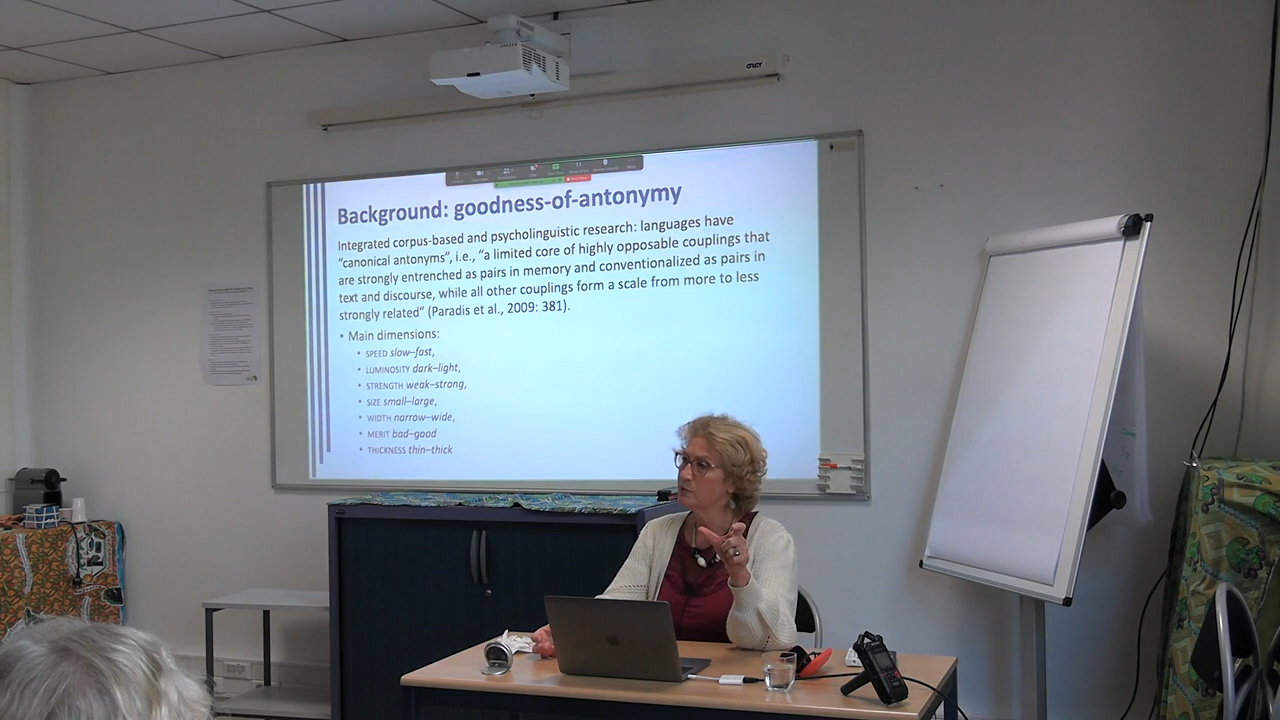 Background: goodness-of-antonymy
Integrated corpus-based and psycholinguistic research: languages have
“canonical antonyms”, i.e., “a limited core of highly opposable couplings that
are strongly entrenched as pairs in memory and conventionalized as pairs in
text and discourse, while all other couplings form a scale from more to less
strongly related” (Paradis et al., 2009: 381).
• Main dimensions:
• SPEED slow–fast,
• LUMINOSITY dark–light,
• STRENGTH weak–strong,
• SIZE small–large,
• WIDTH narrow–wide,
• MERIT bad–good
• THICKNESS thin–thick